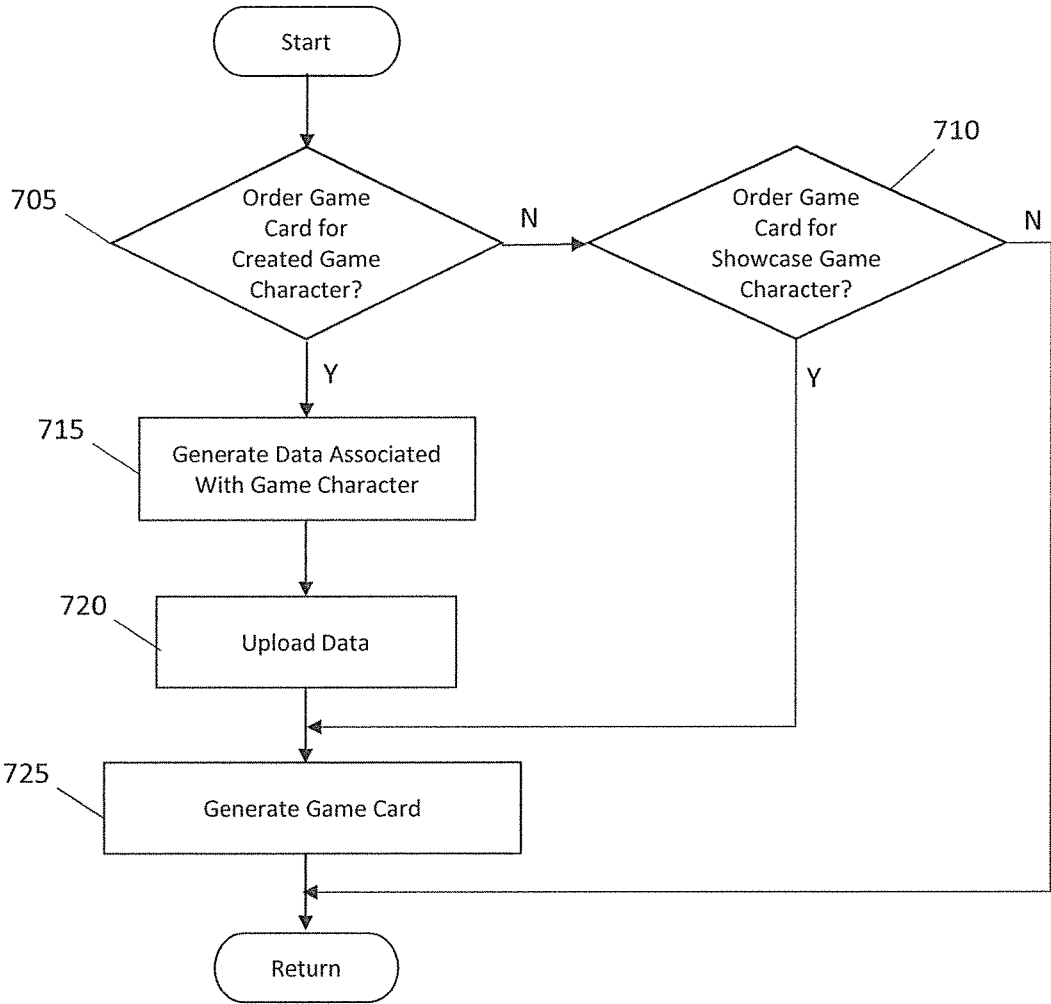 Start
705
Order Game
Card for
Created Game
Character?
N
710
Order Game
Card for
Showcase Game
Character?
N
Y
Y
715
Generate Data Associated
With Game Character
720
Upload Data
725
Generate Game Card
Return